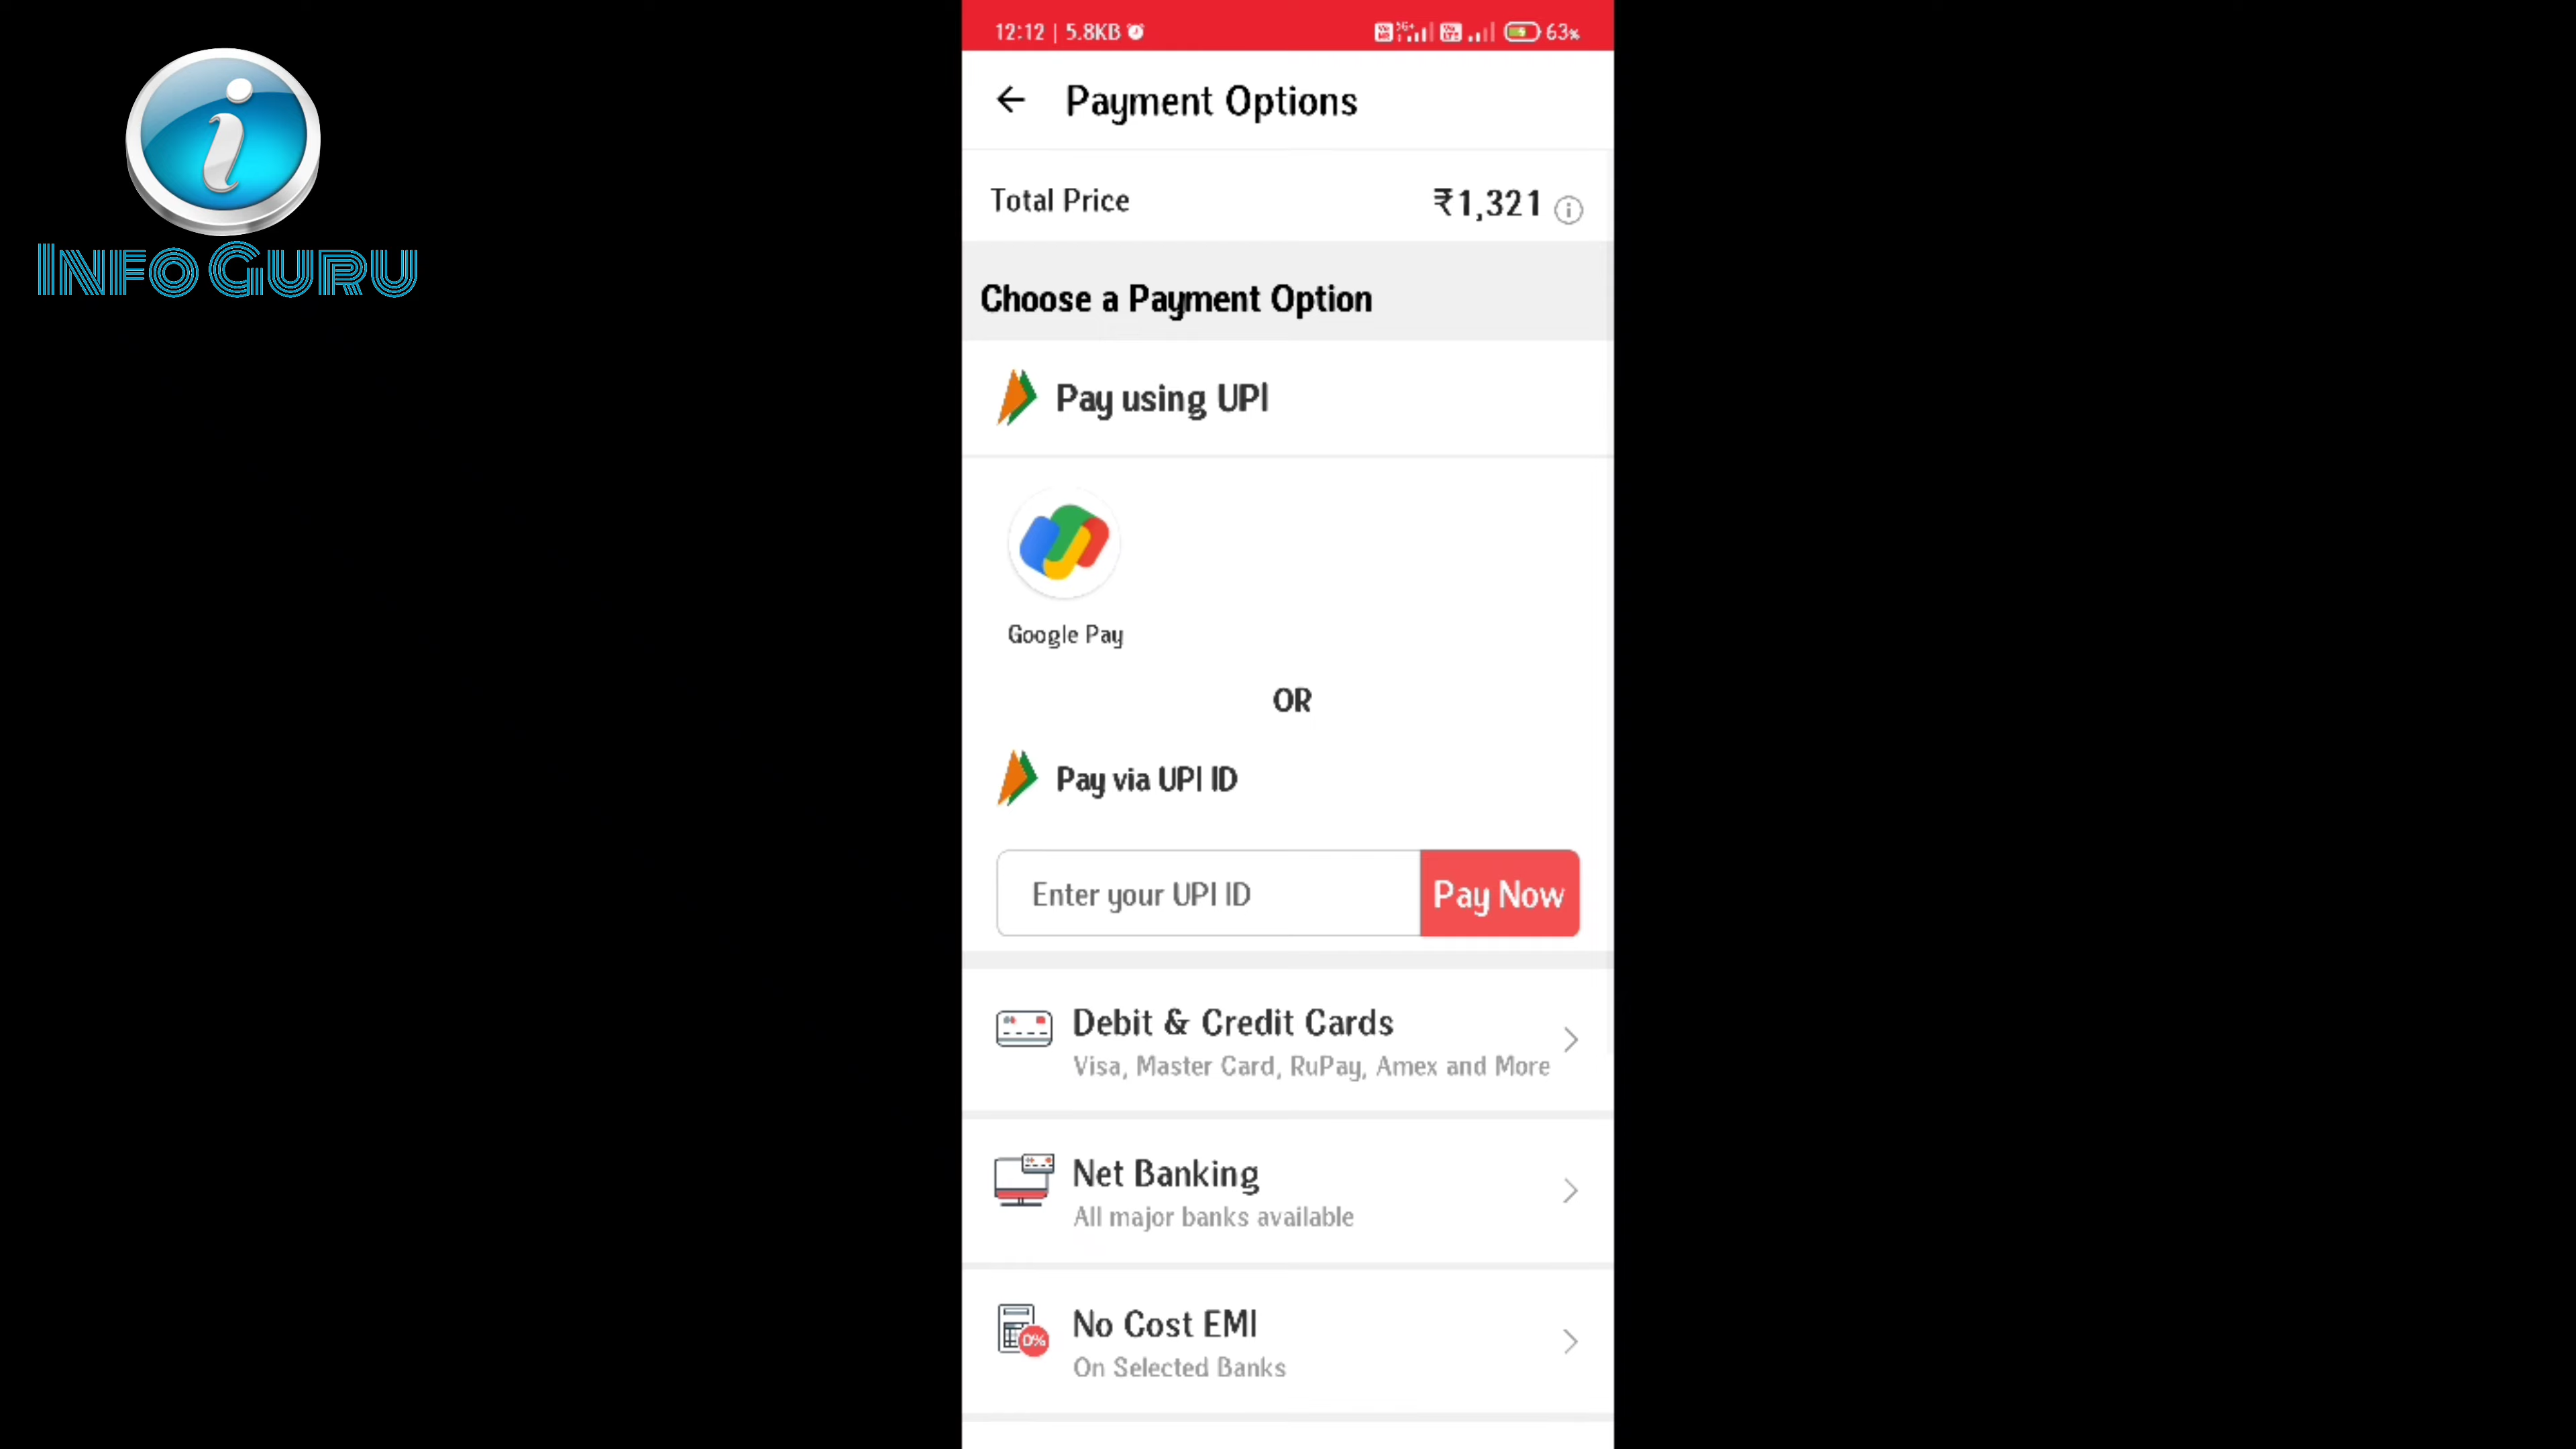 INFO GURU
12:12 | 5.8KB
5G+
63%
Payment Options
Total Price
₹1,321
Choose a Payment Option
Pay using UPI
Google Pay
OR
Pay via UPI ID
Enter your UPI ID
Pay Now
Debit & Credit Cards
Visa, Master Card, RuPay, Amex and More
Net Banking
All major banks available
0%
No Cost EMI
On Selected Banks